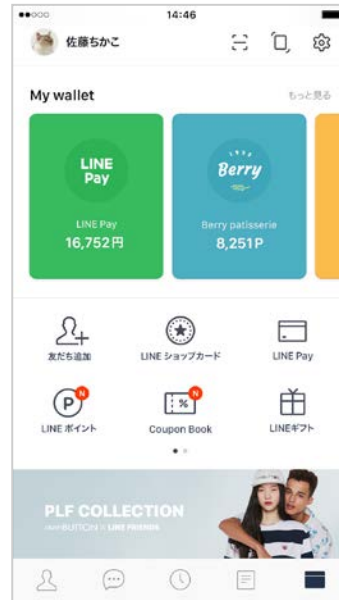 14:46
佐藤ちかこ
My wallet
もっと見る
LINE
Pay
LINE Pay
16,752円
Berry
Berry patisserie
8,251P
友だち追加
LINE ショップカード
LINE Pay
P
N
%
N
LINE ポイント
Coupon Book
LINEギフト
PLF COLLECTION
BUTTON × LINE FRIENDS